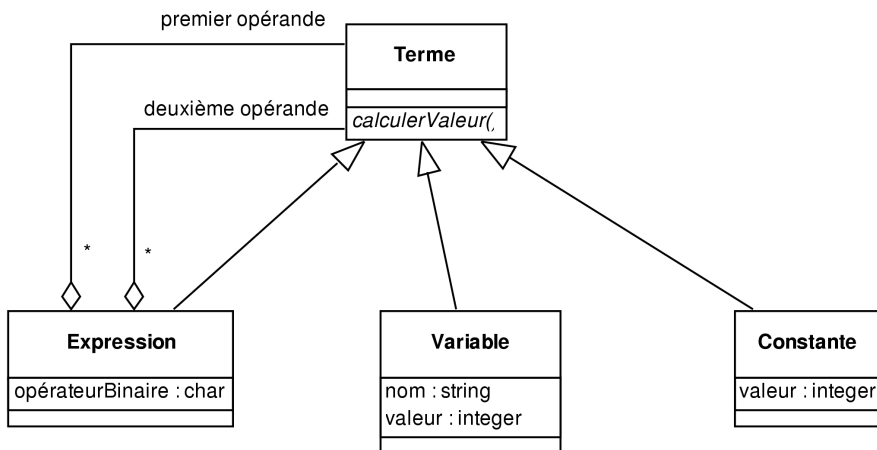 premier opérande
Terme
deuxième opérande
calculerValeur(
*
*
Expression
Variable
Constante
opérateurBinaire : char
nom : string
valeur : integer
valeur : integer